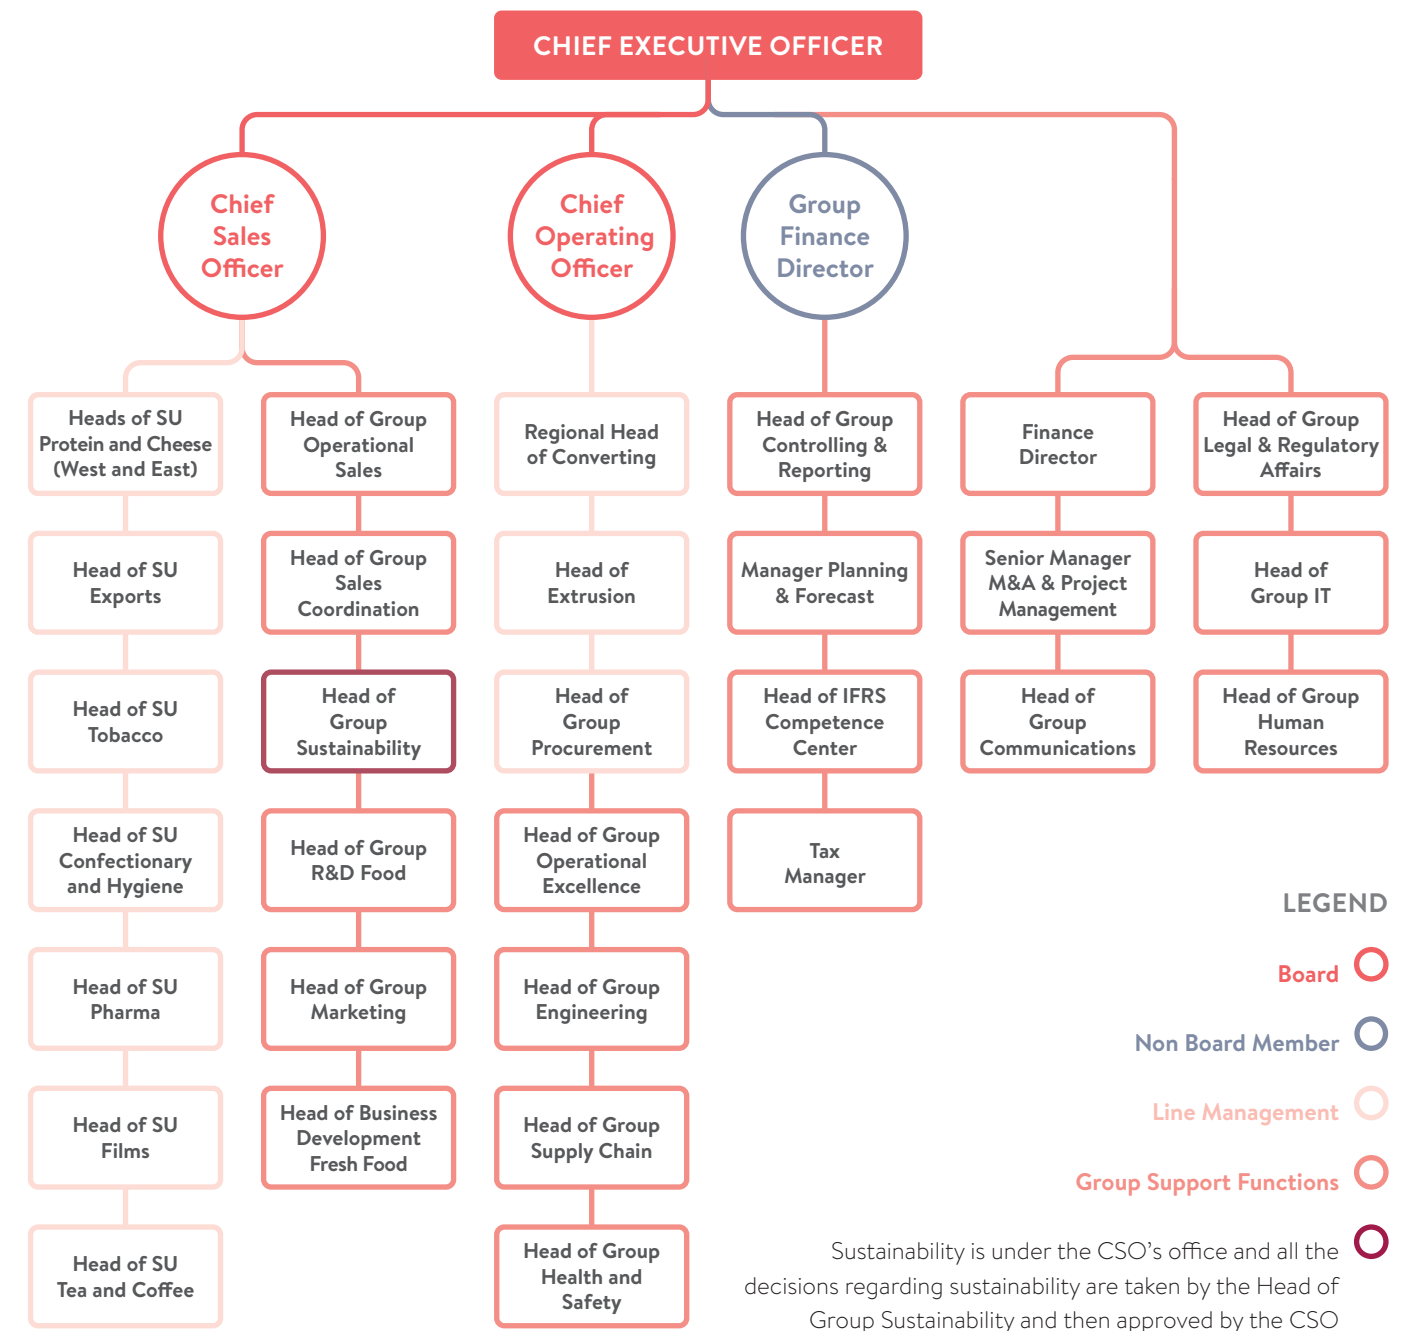 CHIEF EXECUTIVE OFFICER
Chief
Sales
Officer
Chief
Operating
Officer
Group
Finance
Director
Heads of SU
Protein and Cheese
(West and East)
Head of SU
Exports
Head of SU
Tobacco
Head of SU
Confectionary
and Hygiene
Head of SU
Pharma
Head of SU
Films
Head of SU
Tea and Coffee
Head of Group
Operational
Sales
Head of Group
Sales
Coordination
Head of
Group
Sustainability
Head of Group
R&D Food
Head of Group
Marketing
Head of Business
Development
Fresh Food
Regional Head
of Converting
Head of
Extrusion
Head of
Group
Procurement
Head of Group
Operational
Excellence
Head of Group
Engineering
Head of Group
Supply Chain
Head of Group
Health and
Safety
Head of Group
Controlling &
Reporting
Manager Planning
& Forecast
Head of IFRS
Competence
Center
Tax
Manager
Finance
Director
Senior Manager
M&A & Project
Management
Head of
Group
Communications
Head of Group
Legal & Regulatory
Affairs
Head of
Group IT
Head of Group
Human
Resources
LEGEND
Board
Non Board Member
Line Management
Group Support Functions
Sustainability is under the CSO's office and all the
decisions regarding sustainability are taken by the Head of
Group Sustainability and then approved by the CSO